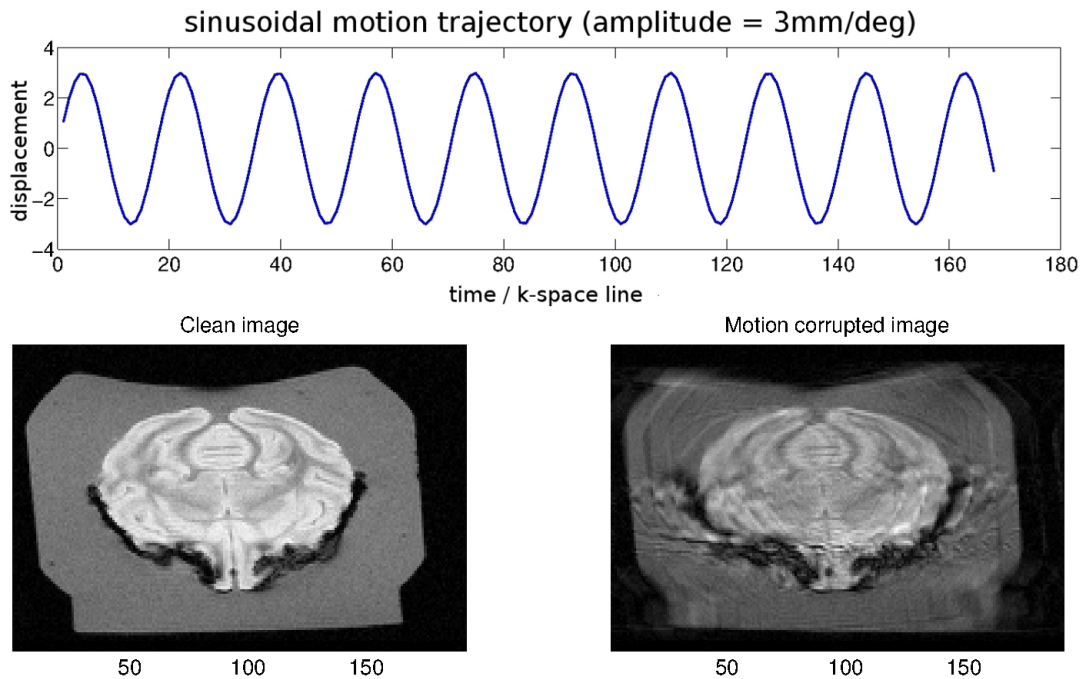 sinusoidal motion trajectory (amplitude = 3mm/deg)
4
2
0
−2
−4
displacement
0 20 40 60 80 100 120 140 160 180
time / k-space line
Clean image Motion corrupted image
50 100 150 50 100 150